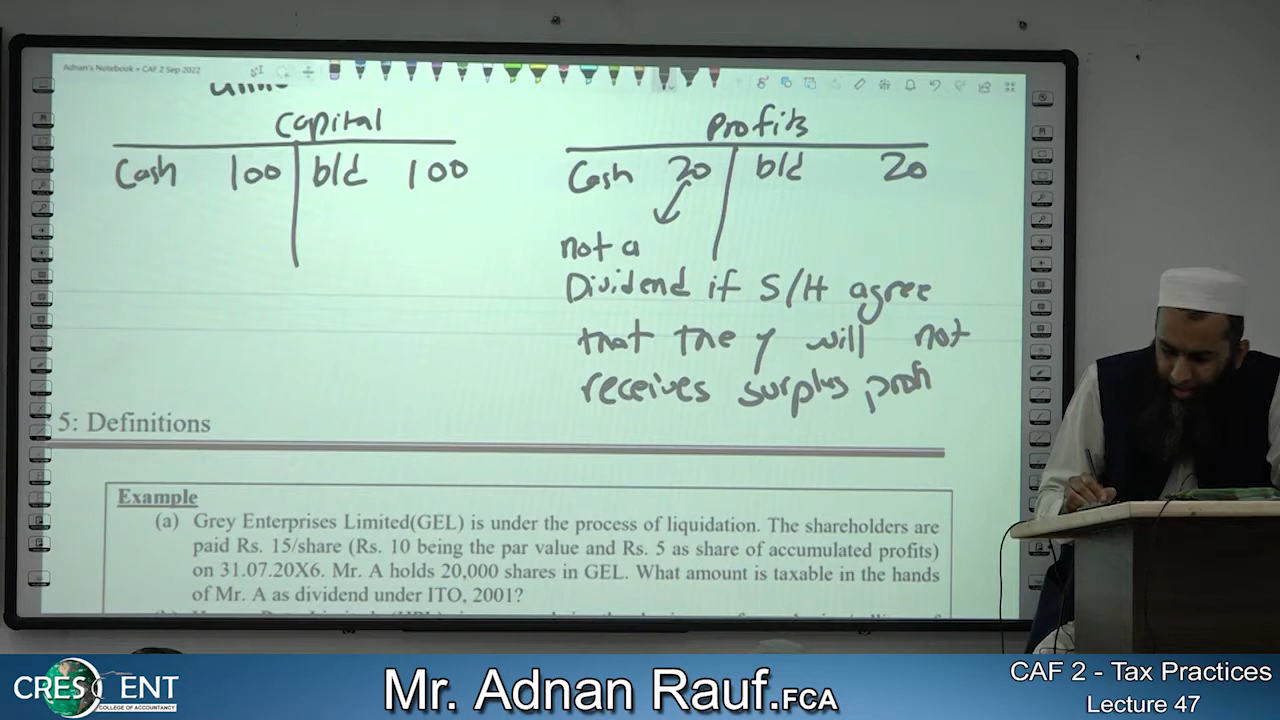 Adnan's Notebook • CAF 2 Sep 2022
Capital
Cash 100 b/d 100
Profits
Cash 20 b/d 20
not a
Dividend if S/H agree
that the y will not
receives surplus profi
5: Definitions
Example
(a) Grey Enterprises Limited(GEL) is under the process of liquidation. The shareholders are
paid Rs. 15/share (Rs. 10 being the par value and Rs. 5 as share of accumulated profits)
on 31.07.20X6. Mr. A holds 20,000 shares in GEL. What amount is taxable in the hands
of Mr. A as dividend under ITO, 2001?
CRESCENT
COLLEGE OF ACCOUNTANCY
Mr. Adnan Rauf.FCA
CAF 2 - Tax Practices
Lecture 47